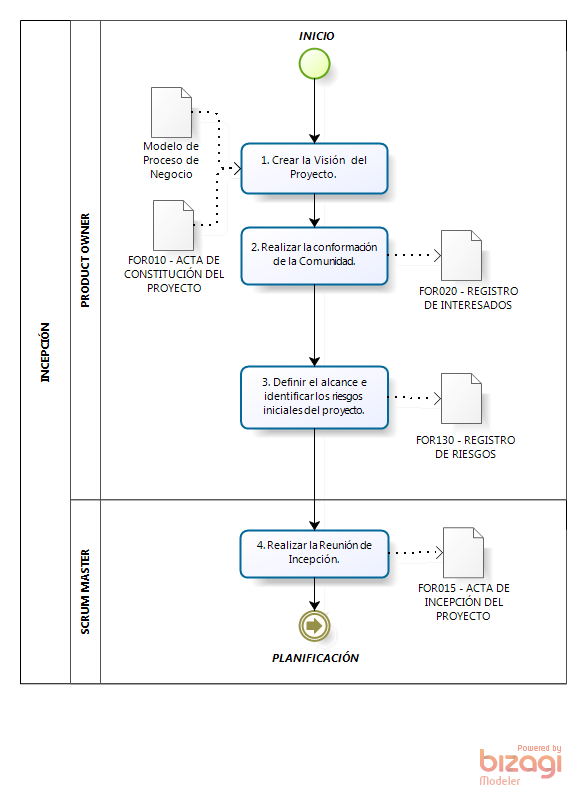 INICIO
Modelo de
Proceso de
Negocio
1. Crear la Visión del
Proyecto.
FOR010 - ACTA DE
CONSTITUCIÓN DEL
PROYECTO
2. Realizar la conformación
de la Comunidad.
FOR020 - REGISTRO
DE INTERESADOS
PRODUCT OWNER
INCEPCIÓN
3. Definir el alcance e
identificar los riesgos
iniciales del proyecto.
FOR130 - REGISTRO
DE RIESGOS
SCRUM MASTER
4. Realizar la Reunión de
Incepción.
FOR015 - ACTA DE
INCEPCIÓN DEL
PROYECTO
PLANIFICACIÓN
Powered by
bizagi
Modeler